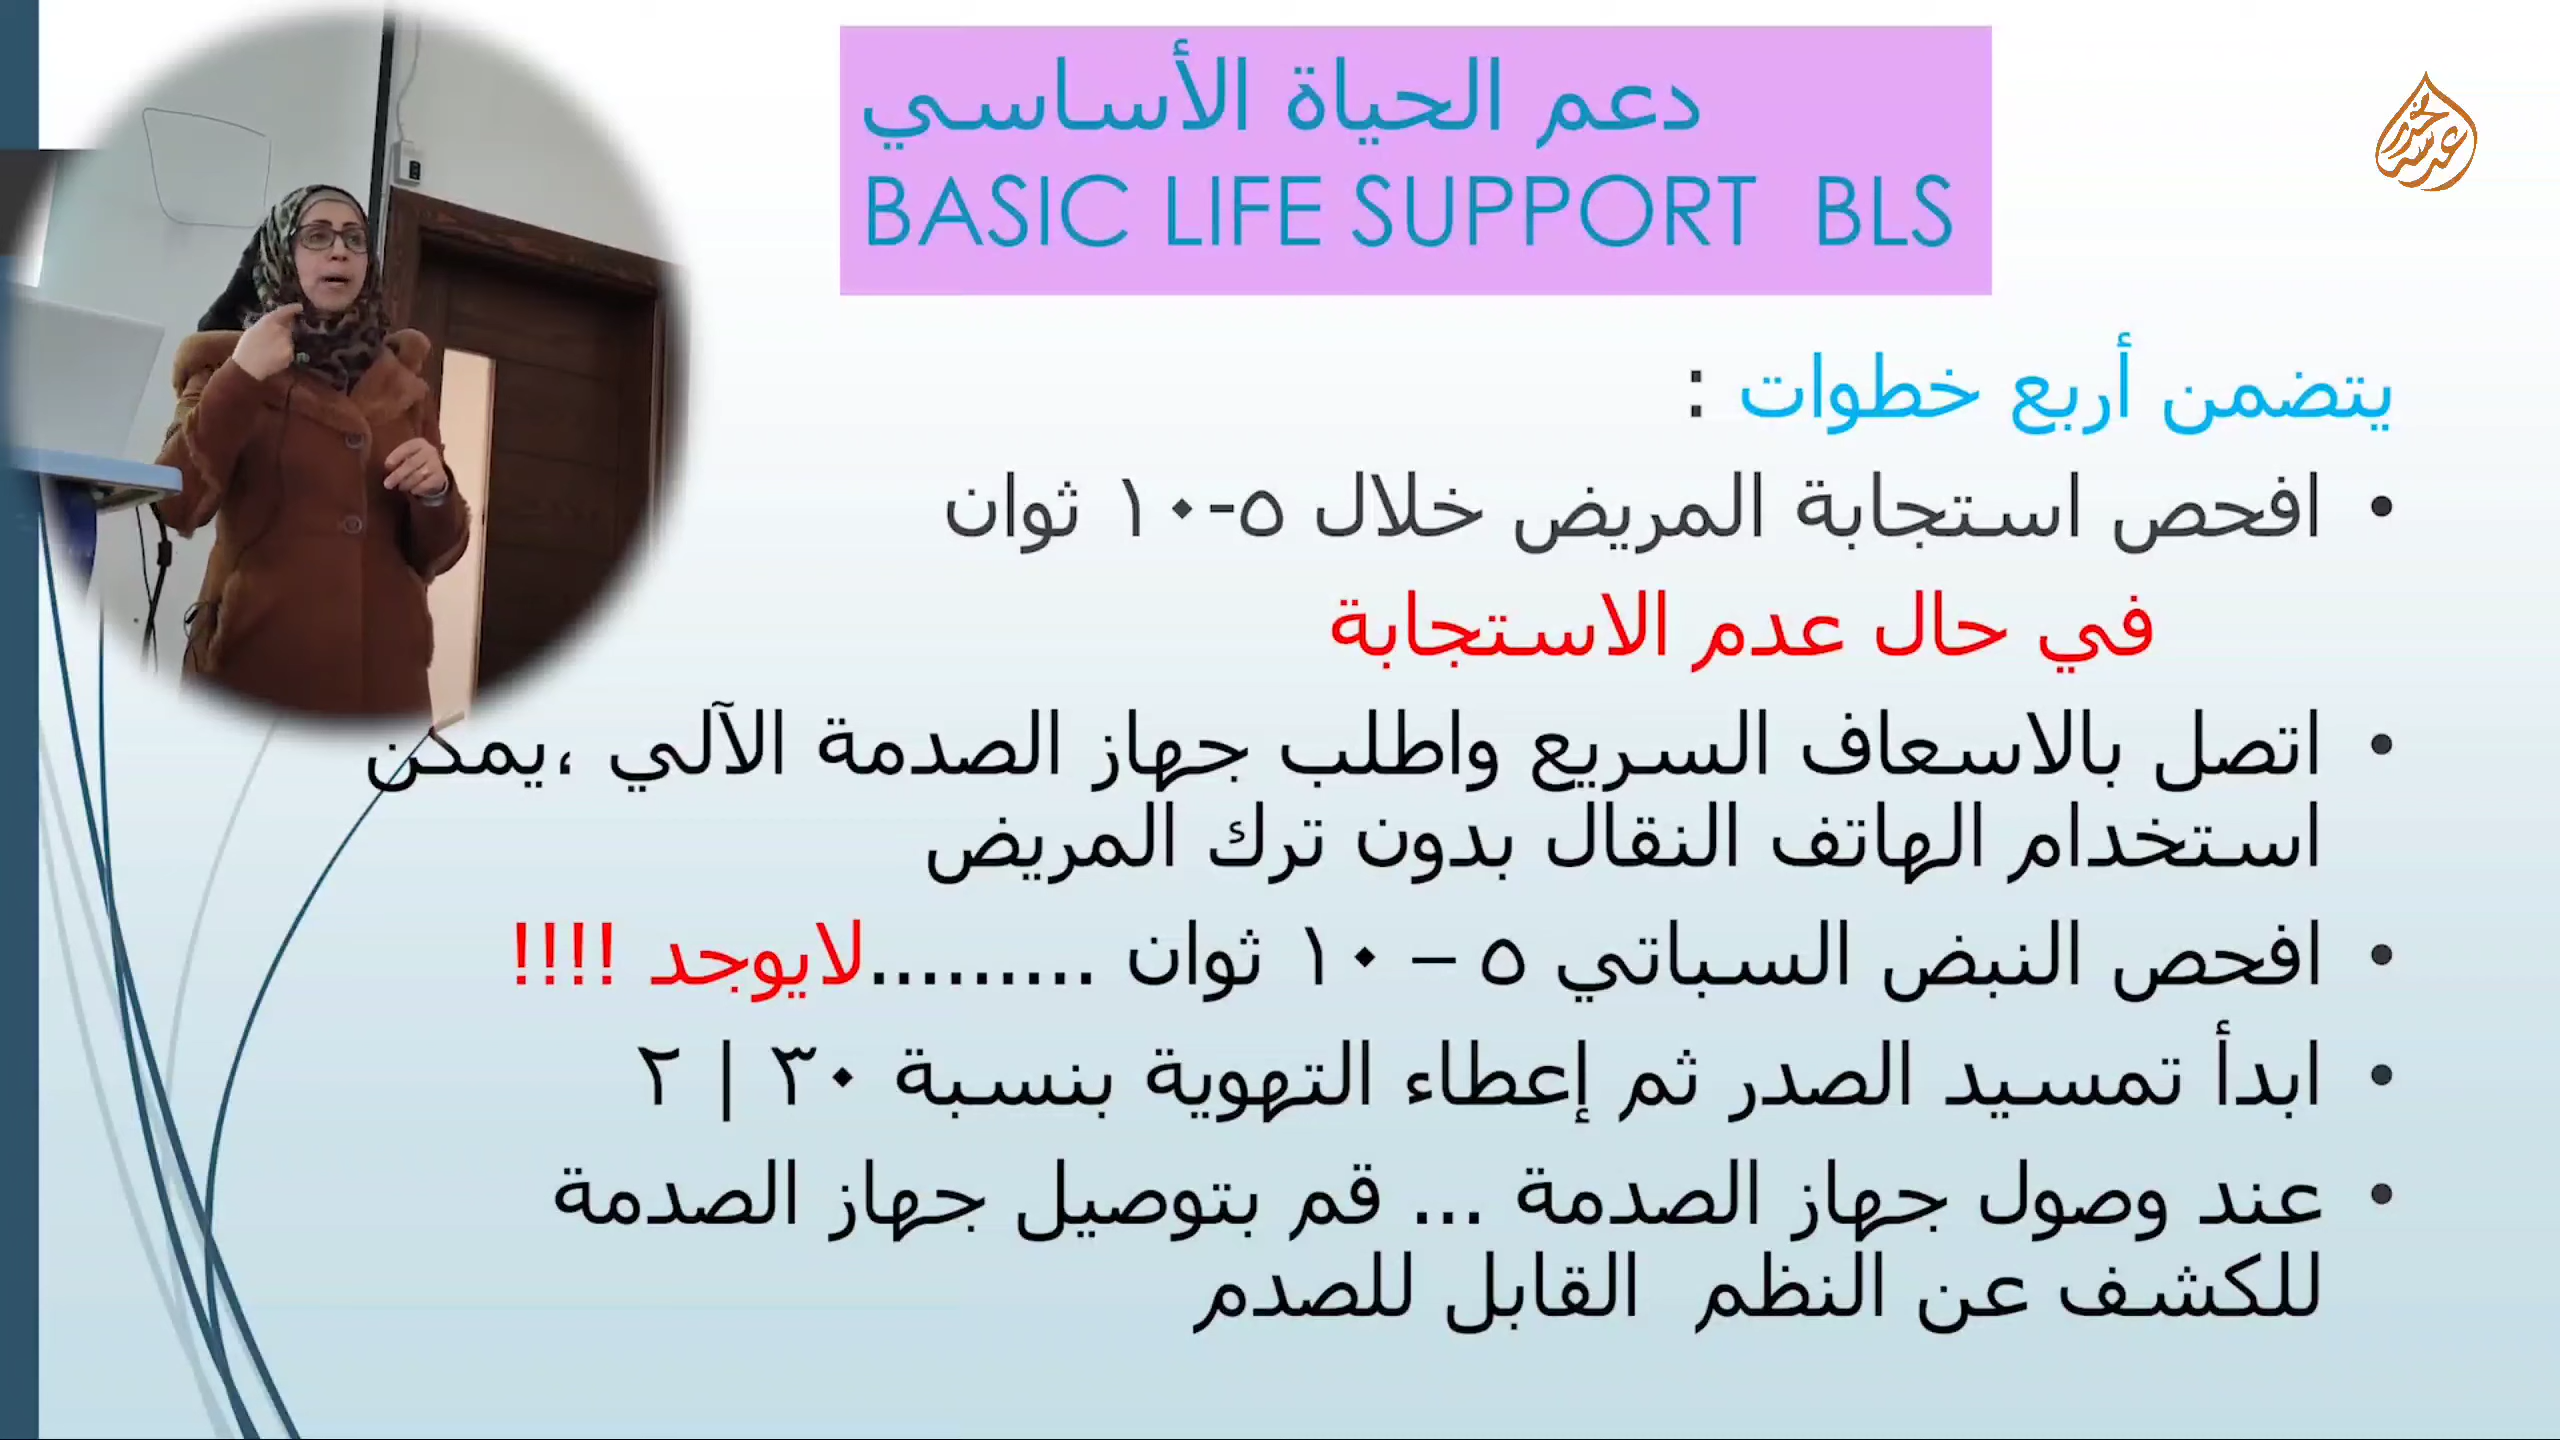 دعم الحياة الأساسي
BASIC LIFE SUPPORT BLS
يتضمن أربع خطوات :
• افحص استجابة المريض خلال ٥-١٠ ثوان
في حال عدم الاستجابة
• اتصل بالاسعاف السريع واطلب جهاز الصدمة الآلي ،يمكن
استخدام الهاتف النقال بدون ترك المريض
• افحص النبض السباتي ٥ – ١٠ ثوان .........لايوجد !!!!
• ابدأ تمسيد الصدر ثم إعطاء التهوية بنسبة ٣٠ | ٢
• عند وصول جهاز الصدمة ... قم بتوصيل جهاز الصدمة
للكشف عن النظم القابل للصدم